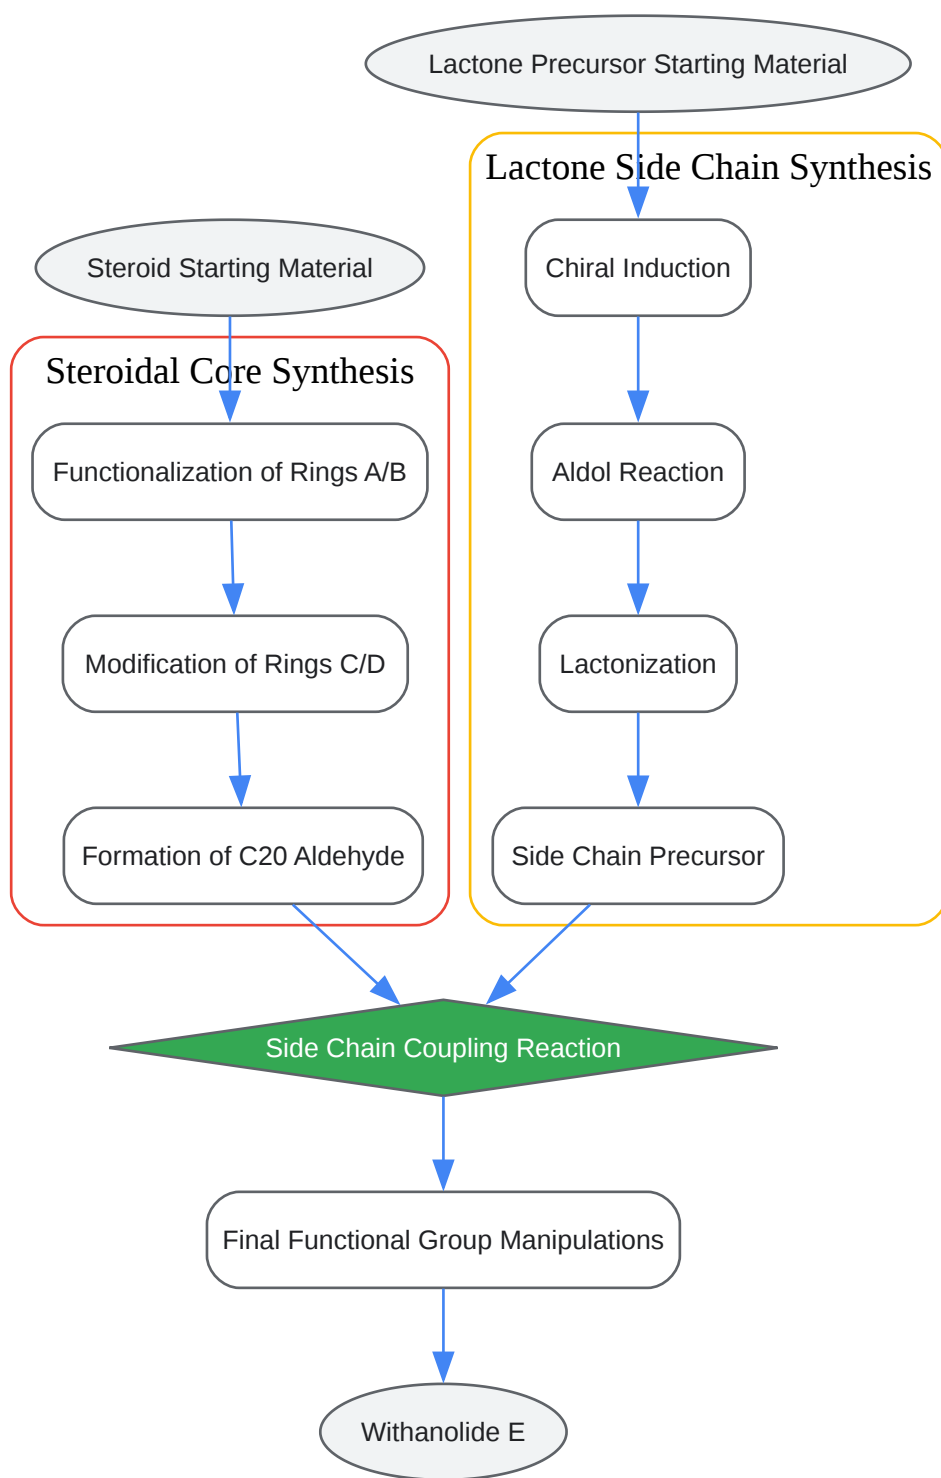 Lactone Precursor Starting Material
Lactone Side Chain Synthesis
Chiral Induction
Steroid Starting Material
Steroidal Core Synthesis
Functionalization of Rings A/B
Aldol Reaction
Modification of Rings C/D
Lactonization
Formation of C20 Aldehyde
Side Chain Precursor
Side Chain Coupling Reaction
Final Functional Group Manipulations
Withanolide E